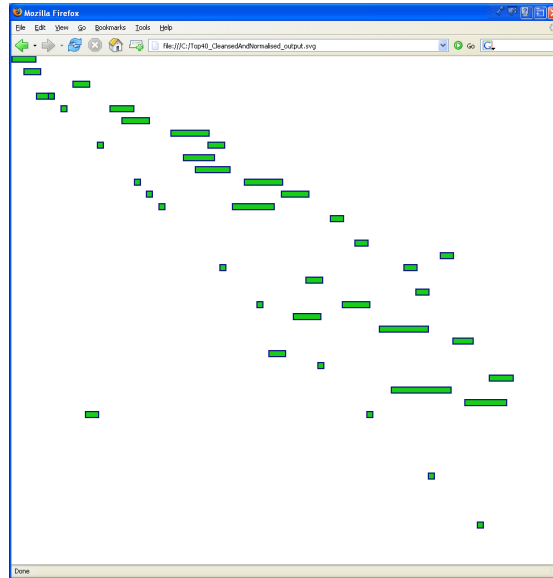 Mozilla Firefox
File Edit View Go Bookmarks Tools Help
file:///C:/Top40_CleansedAndNormalised_output.svg Go
Done